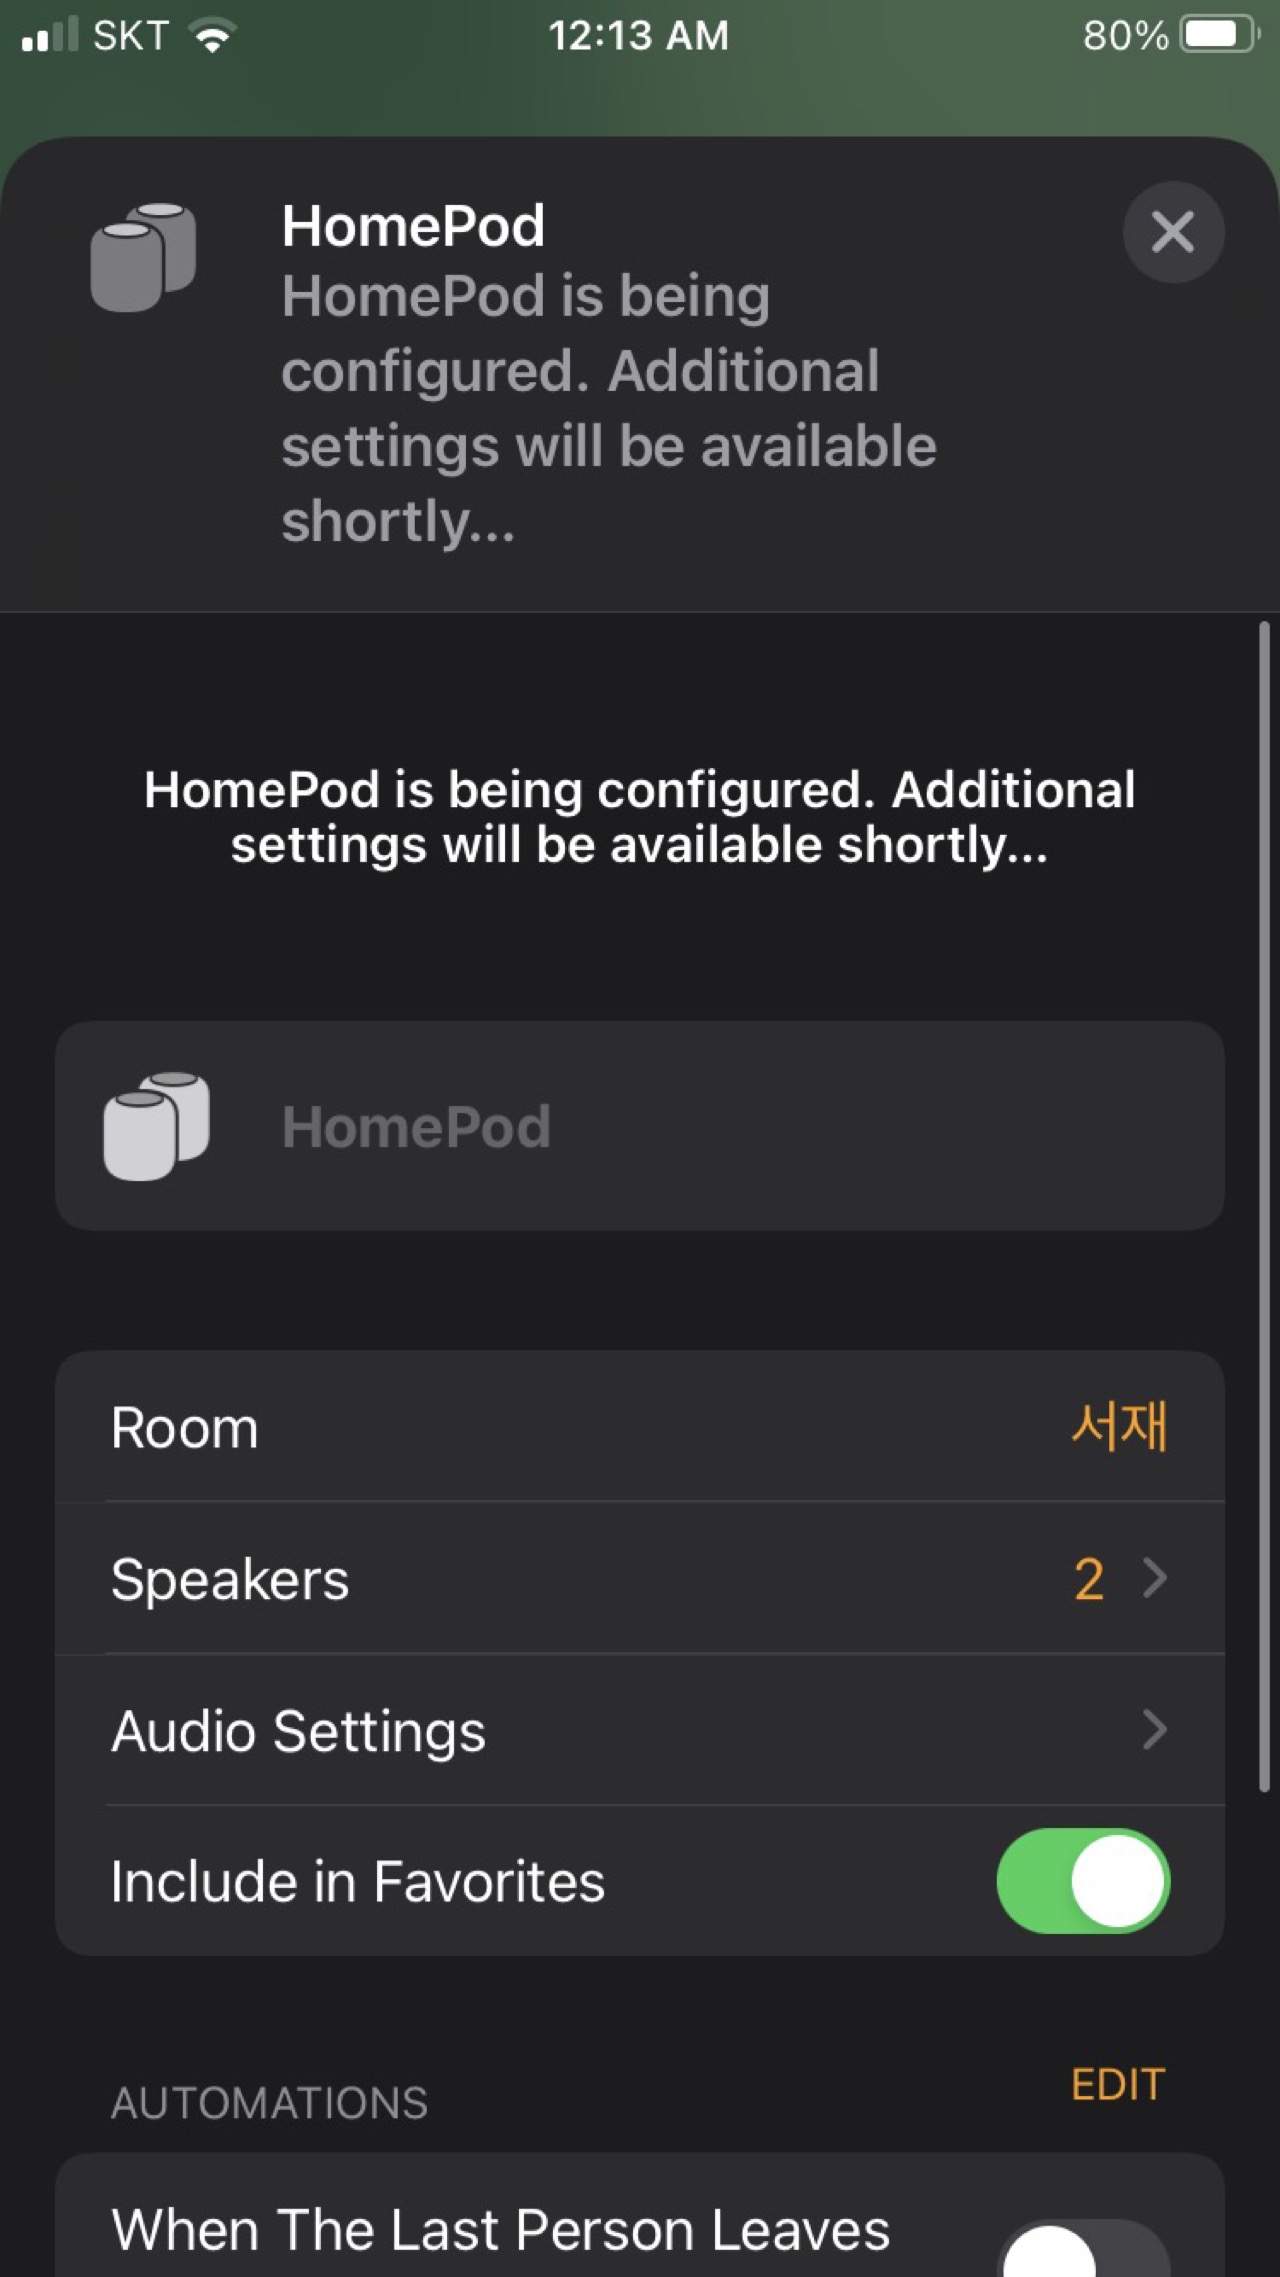 SKT 12:13 AM 80%
HomePod
HomePod is being
configured. Additional
settings will be available
shortly...
HomePod is being configured. Additional
settings will be available shortly...
HomePod
Room 서재
Speakers 2
Audio Settings
Include in Favorites
AUTOMATIONS EDIT
When The Last Person Leaves